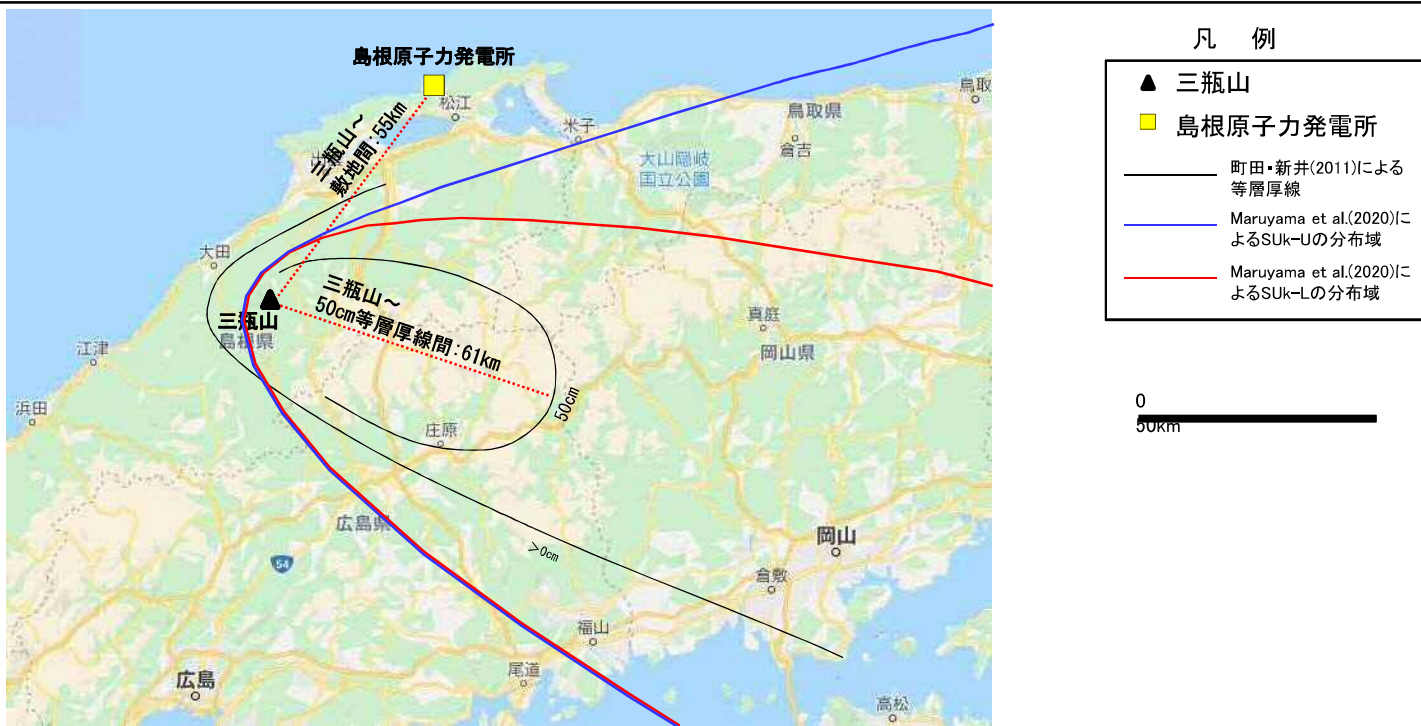 島根原子力発電所
松江
鳥取
鳥取県
米子
倉吉
三瓶山~
敷地間:55km
大山隠岐
国立公園
大田
三瓶山~
50cm等層厚線間:61km
三瓶山
島根県
真庭
岡山県
江津
50cm
浜田
庄原
広島県
>0cm
岡山
54
倉敷
福山
尾道
広島
高松
凡 例
三瓶山
島根原子力発電所
町田・新井(2011)による
等層厚線
Maruyama et al.(2020)に
よるSUk-Uの分布域
Maruyama et al.(2020)に
よるSUk-Lの分布域
0
50km